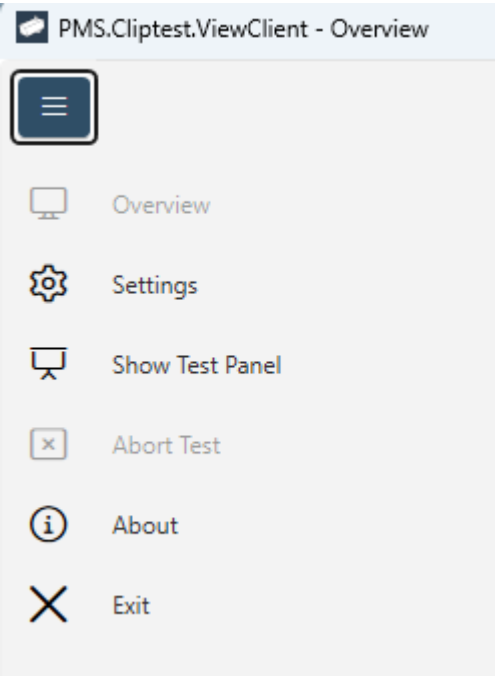 PMS.Cliptest.ViewClient - Overview
Overview
Settings
Show Test Panel
Abort Test
About
Exit